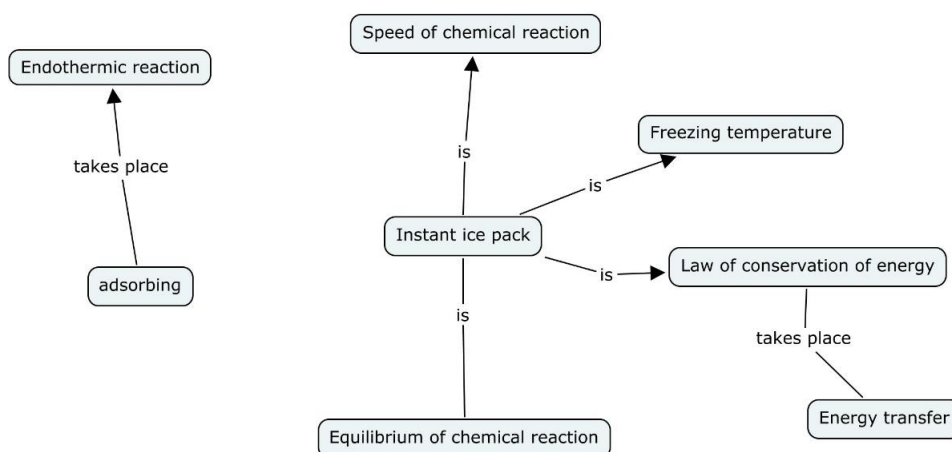 Speed of chemical reaction
Endothermic reaction
Freezing temperature
takes place
is
is
Instant ice pack
Law of conservation of energy
is
adsorbing
is
takes place
Energy transfer
Equilibrium of chemical reaction